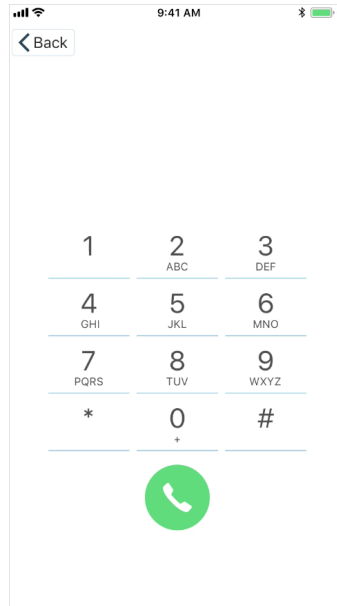 9:41 AM
Back
1 2 3
ABC DEF
4 5 6
GHI JKL MNO
7 8 9
PQRS TUV WXYZ
* 0 #
+